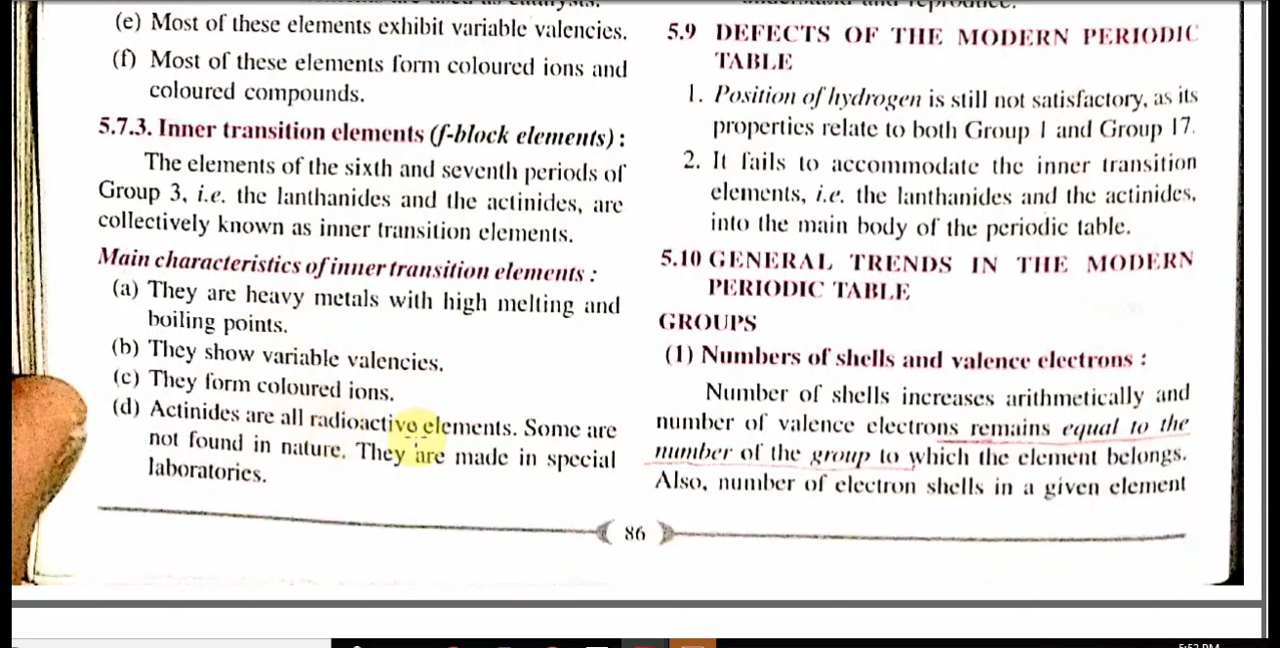 (e) Most of these elements exhibit variable valencies.
(f) Most of these elements form coloured ions and
coloured compounds.
5.7.3. Inner transition elements (f-block elements) :
The elements of the sixth and seventh periods of
Group 3, i.e. the lanthanides and the actinides, are
collectively known as inner transition elements.
Main characteristics of inner transition elements :
(a) They are heavy metals with high melting and
boiling points.
(b) They show variable valencies.
(c) They form coloured ions.
(d) Actinides are all radioactive elements. Some are
not found in nature. They are made in special
laboratories.
5.9 DEFECTS OF THE MODERN PERIODIC
TABLE
1. Position of hydrogen is still not satisfactory, as its
properties relate to both Group 1 and Group 17.
2. It fails to accommodate the inner transition
elements, i.e. the lanthanides and the actinides,
into the main body of the periodic table.
5.10 GENERAL TRENDS IN THE MODERN
PERIODIC TABLE
GROUPS
(1) Numbers of shells and valence electrons :
Number of shells increases arithmetically and
number of valence electrons remains equal to the
number of the group to which the element belongs.
Also, number of electron shells in a given element
86